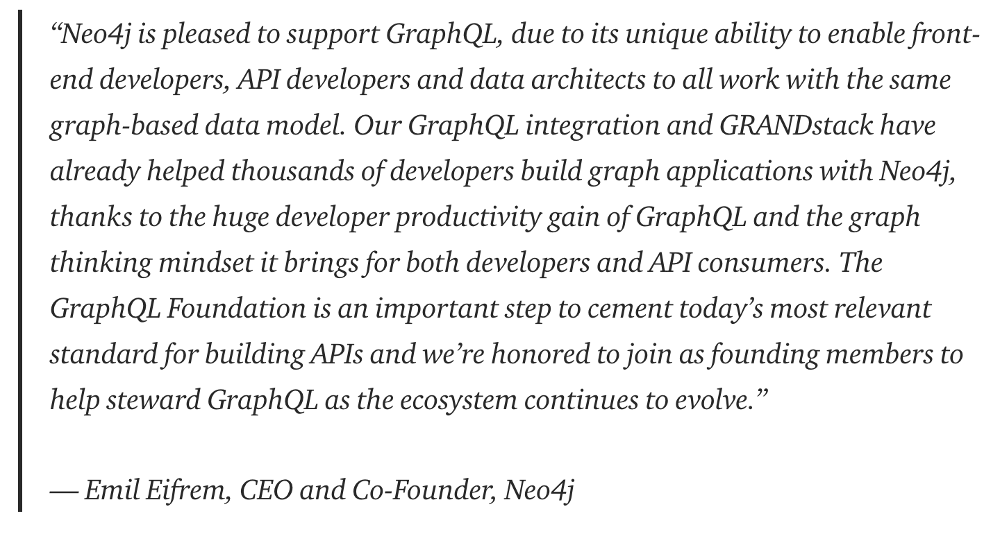 “Neo4j is pleased to support GraphQL, due to its unique ability to enable front-
end developers, API developers and data architects to all work with the same
graph-based data model. Our GraphQL integration and GRANDstack have
already helped thousands of developers build graph applications with Neo4j,
thanks to the huge developer productivity gain of GraphQL and the graph
thinking mindset it brings for both developers and API consumers. The
GraphQL Foundation is an important step to cement today’s most relevant
standard for building APIs and we’re honored to join as founding members to
help steward GraphQL as the ecosystem continues to evolve.”
— Emil Eifrem, CEO and Co-Founder, Neo4j